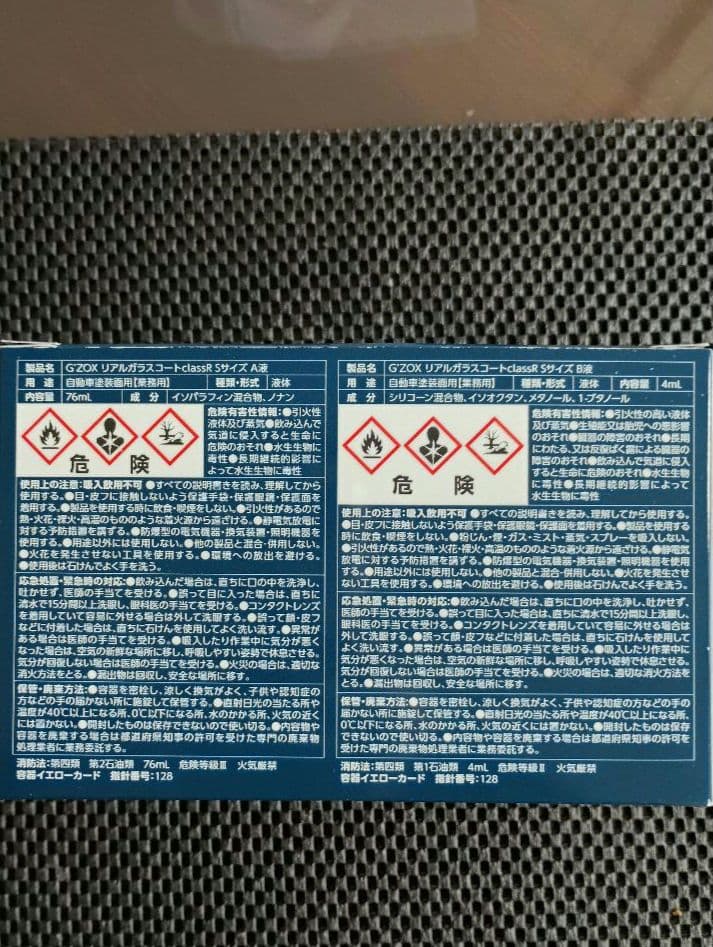 製品名 G'ZOX リアルガラスコートclassR Sサイズ A液
用途 自動車塗装面用【業務用】 種類・形式 液体
内容量 76mL 成分 イソパラフィン混合物、ノナン
危険
危険有害性情報:●引火性
液体及び蒸気●飲み込んで
気道に侵入すると生命に
危険のおそれ●水生生物に
毒性●長期継続的影響によ
って水生生物に毒性
使用上の注意:吸入飲用不可 ●すべての説明書きを読み、理解してから
使用する。●目・皮フに接触しないよう保護手袋・保護眼鏡・保護面を
着用する。●製品を使用する時に飲食・喫煙をしない。●引火性があるので
熱・火花・裸火・高温のもののような着火源から遠ざける。●静電気放電に
対する予防措置を講ずる。●防爆型の電気機器・換気装置・照明機器を
使用する。●用途以外には使用しない。●他の製品と混合・併用しない。
●火花を発生させない工具を使用する。●環境への放出を避ける。
●使用後は石けんでよく手を洗う。
応急処置・緊急時の対応:●飲み込んだ場合は、直ちに口の中を洗浄し、
吐かせず、医師の手当てを受ける。●誤って目に入った場合は、直ちに
清水で15分間以上洗眼し、眼科医の手当てを受ける。●コンタクトレンズ
を着用していて容易に外せる場合は外して洗眼する。●誤って顔・皮フ
などに付着した場合は、直ちに石けんを使用してよく洗い流す。●異常が
ある場合は医師の手当てを受ける。●吸入したり作業中に気分が悪く
なった場合は、空気の新鮮な場所に移し、呼吸しやすい姿勢で休息させる。
気分が回復しない場合は医師の手当てを受ける。●火災の場合は、適切な
消火方法をとる。●漏出物は回収し、安全な場所に移す。
保管・廃棄方法:●容器を密栓し、涼しく換気がよく、子供や認知症の
方などの手の届かない所に施錠して保管する。●直射日光の当たる所や
温度が40℃以上になる所、0℃以下になる所、水のかかる所、火気の近くに
は置かない。●開封したものは保存できないので使い切る。●内容物や
容器を廃棄する場合は都道府県知事の許可を受けた専門の廃棄物
処理業者に業務委託する。
消防法:第四類 第2石油類 76mL 危険等級Ⅲ 火気厳禁
容器イエローカード 指針番号:128
製品名 G'ZOX リアルガラスコートclassR Sサイズ B液
用途 自動車塗装面用【業務用】 種類・形式 液体 内容量 4mL
成分 シリコーン混合物、イソオクタン、メタノール、1-ブタノール
危険
危険有害性情報:●引火性の高い液体
及び蒸気●生殖能又は胎児への悪影響
のおそれ●臓器の障害のおそれ●長期
にわたる、又は反復ばく露による臓器の
障害のおそれ●飲み込んで気道に侵入
すると生命に危険のおそれ●水生生物
に毒性●長期継続的影響によって
水生生物に毒性
使用上の注意:吸入飲用不可 ●すべての説明書きを読み、理解してから使用する。
●目・皮フに接触しないよう保護手袋・保護眼鏡・保護面を着用する。●製品を使用する
時に飲食・喫煙をしない。●粉じん・煙・ガス・ミスト・蒸気・スプレーを吸入しない。
●引火性があるので熱・火花・裸火・高温のもののような着火源から遠ざける。●静電気
放電に対する予防措置を講ずる。●防爆型の電気機器・換気装置・照明機器を使用
する。●用途以外には使用しない。●他の製品と混合・併用しない。●火花を発生さ
せない工具を使用する。●環境への放出を避ける。●使用後は石けんでよく手を洗う。
応急処置・緊急時の対応:●飲み込んだ場合は、直ちに口の中を洗浄し、吐かせず、
医師の手当てを受ける。●誤って目に入った場合は、直ちに清水で15分間以上洗眼し、
眼科医の手当てを受ける。●コンタクトレンズを着用していて容易に外せる場合は
外して洗眼する。●誤って顔・皮フなどに付着した場合は、直ちに石けんを使用して
よく洗い流す。●異常がある場合は医師の手当てを受ける。●吸入したり作業中に
気分が悪くなった場合は、空気の新鮮な場所に移し、呼吸しやすい姿勢で休息させる。
気分が回復しない場合は医師の手当てを受ける。●火災の場合は、適切な消火方法を
とる。●漏出物は回収し、安全な場所に移す。
保管・廃棄方法:●容器を密栓し、涼しく換気がよく、子供や認知症の方などの手の
届かない所に施錠して保管する。●直射日光の当たる所や温度が40℃以上になる所、
0℃以下になる所、水のかかる所、火気の近くには置かない。●開封したものは保存
できないので使い切る。●内容物や容器を廃棄する場合は都道府県知事の許可を
受けた専門の廃棄物処理業者に業務委託する。
消防法:第四類 第1石油類 4mL 危険等級Ⅱ 火気厳禁
容器イエローカード 指針番号:128